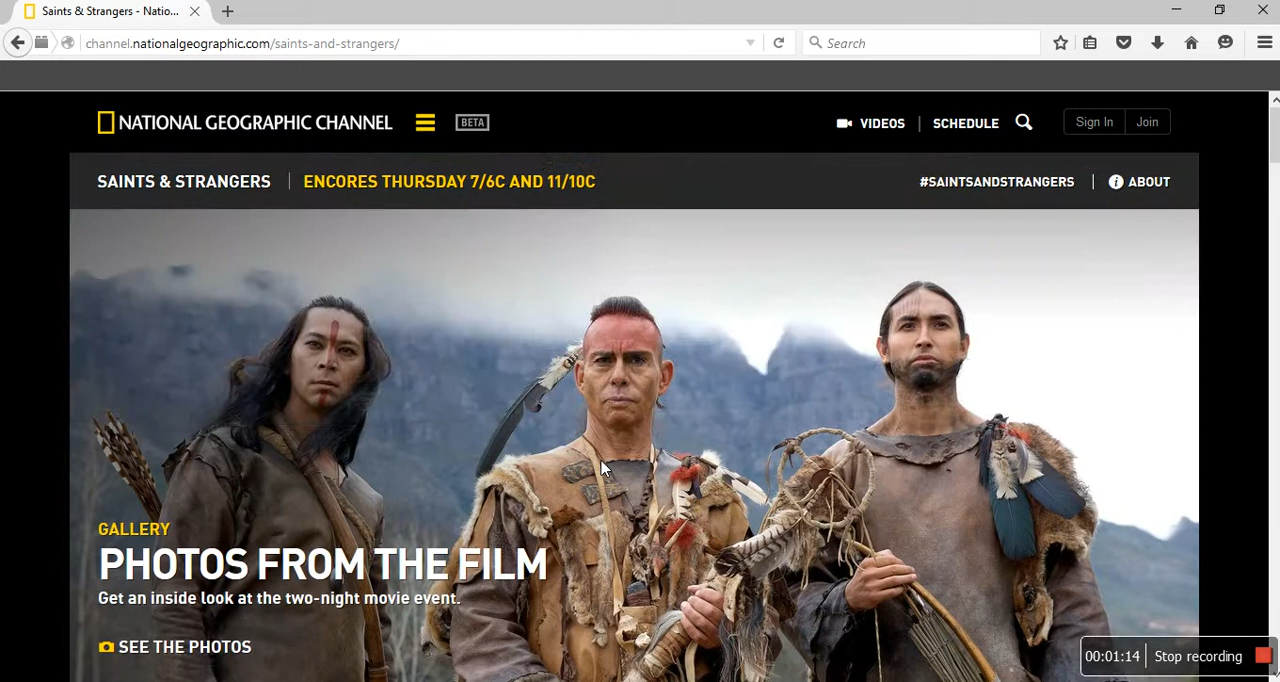 Saints & Strangers - Natio...
channel.nationalgeographic.com/saints-and-strangers/
Search
NATIONAL GEOGRAPHIC CHANNEL
BETA
VIDEOS
SCHEDULE
Sign In
Join
SAINTS & STRANGERS
ENCORES THURSDAY 7/6C AND 11/10C
#SAINTSANDSTRANGERS
ABOUT
GALLERY
PHOTOS FROM THE FILM
Get an inside look at the two-night movie event.
SEE THE PHOTOS
00:01:14
Stop recording